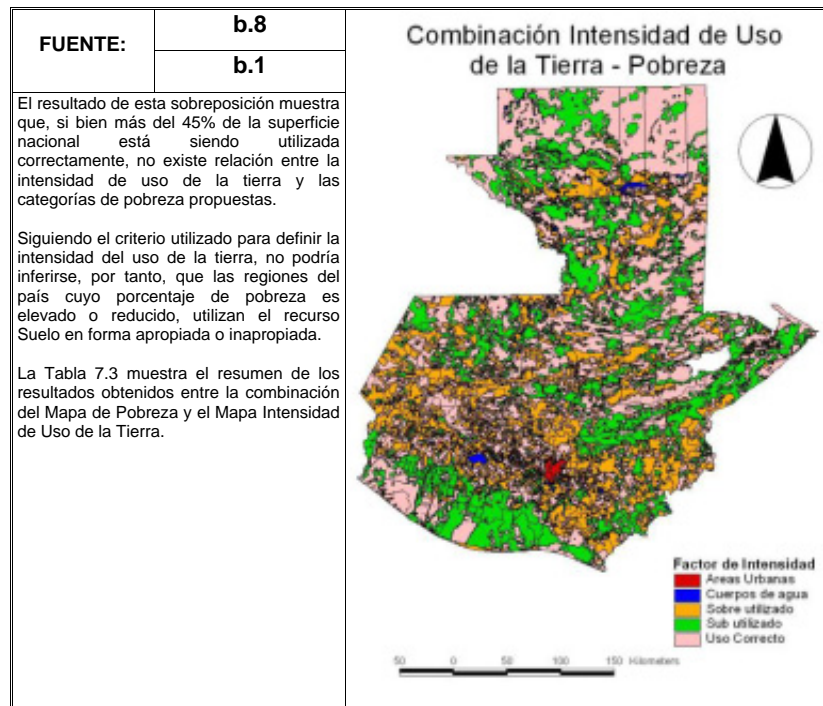 FUENTE:
b.8
b.1
El resultado de esta sobreposición muestra
que, si bien más del 45% de la superficie
nacional está siendo utilizada
correctamente, no existe relación entre la
intensidad de uso de la tierra y las
categorías de pobreza propuestas.
Siguiendo el criterio utilizado para definir la
intensidad del uso de la tierra, no podría
inferirse, por tanto, que las regiones del
país cuyo porcentaje de pobreza es
elevado o reducido, utilizan el recurso
Suelo en forma apropiada o inapropiada.
La Tabla 7.3 muestra el resumen de los
resultados obtenidos entre la combinación
del Mapa de Pobreza y el Mapa Intensidad
de Uso de la Tierra.
Combinación Intensidad de Uso
de la Tierra - Pobreza
Factor de Intensidad
Areas Urbanas
Cuerpos de agua
Sobre utilizado
Sub utilizado
Uso Correcto
50 0 50 100 150 Kilometers